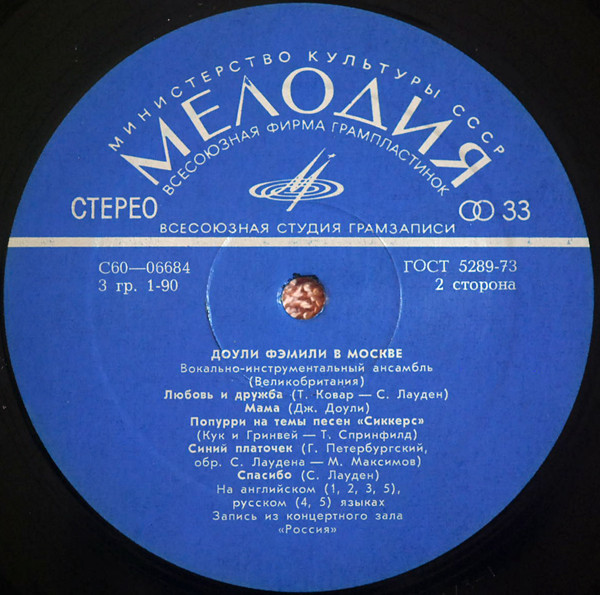 МИНИСТЕРСТВО КУЛЬТУРЫ СССР
МЕЛОДИЯ
ВСЕСОЮЗНАЯ ФИРМА ГРАМПЛАСТИНОК
СТЕРЕО
33
ВСЕСОЮЗНАЯ СТУДИЯ ГРАМЗАПИСИ
С60—06684
ГОСТ 5289-73
3 гр. 1-90
2 сторона
ДОУЛИ ФЭМИЛИ В МОСКВЕ
Вокально-инструментальный ансамбль
(Великобритания)
Любовь и дружба (Т. Ковар — С. Лауден)
Мама (Дж. Доули)
Попурри на темы песен «Сиккерс»
(Кук и Гринвей — Т. Спринфилд)
Синий платочек (Г. Петербургский,
обр. С. Лаудена — М. Максимов)
Спасибо (С. Лауден)
На английском (1, 2, 3, 5),
русском (4, 5) языках
Запись из концертного зала
«Россия»